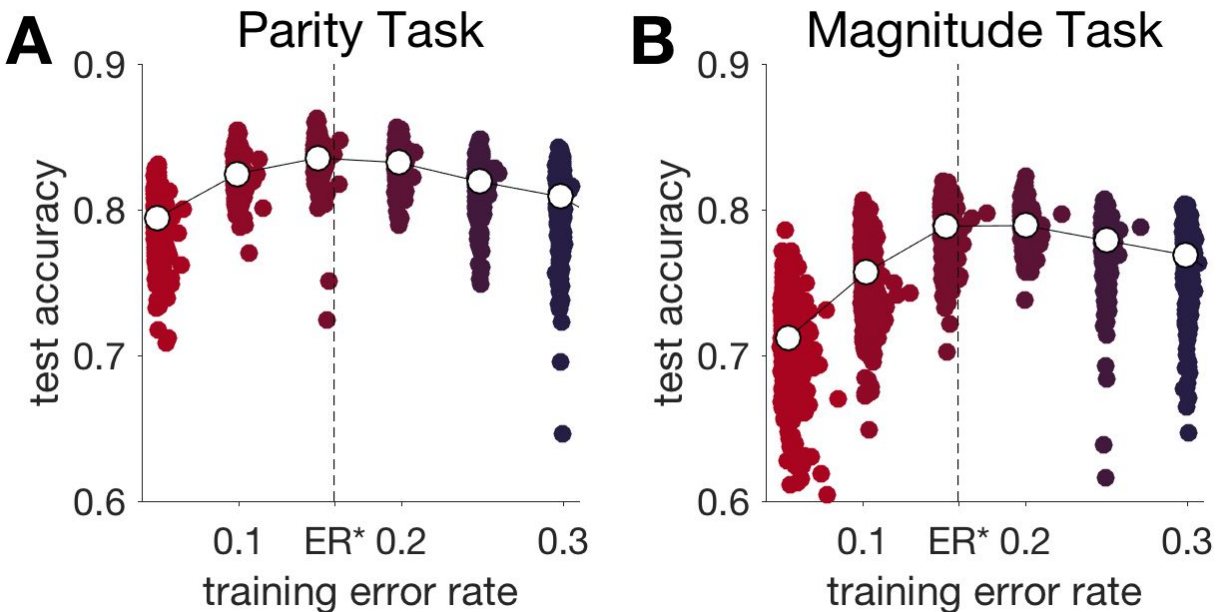 A Parity Task
0.9
0.8
0.7
0.6
test accuracy
0.1 ER* 0.2 0.3
training error rate
B Magnitude Task
0.9
0.8
0.7
0.6
test accuracy
0.1 ER* 0.2 0.3
training error rate